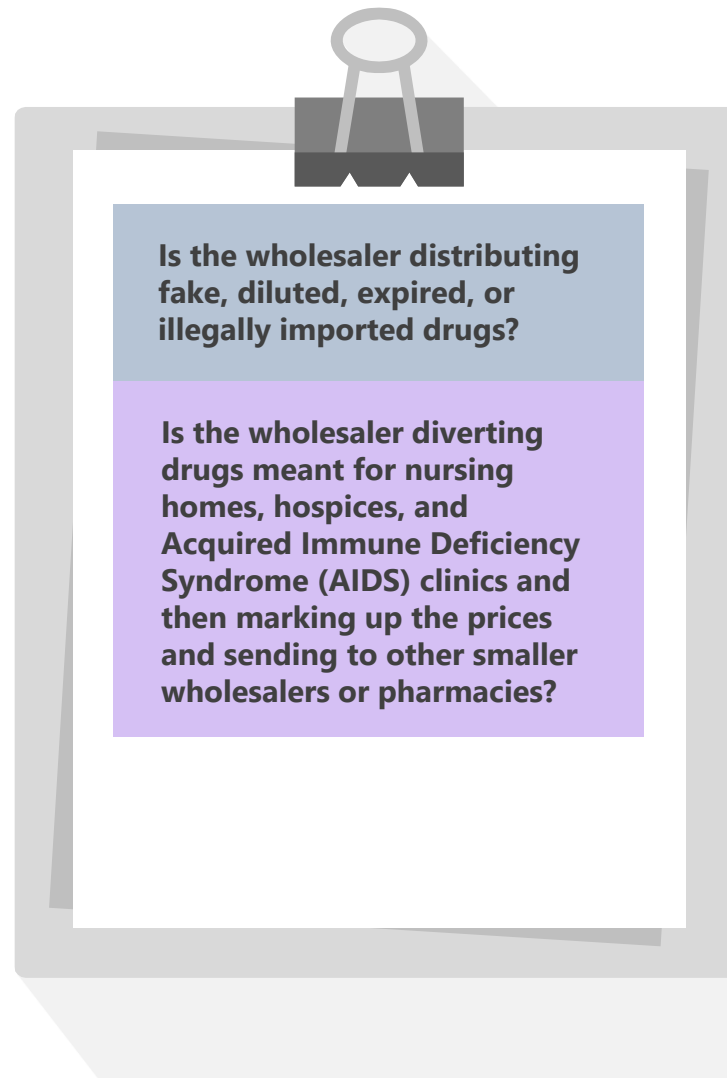 Is the wholesaler distributing
fake, diluted, expired, or
illegally imported drugs?
Is the wholesaler diverting
drugs meant for nursing
homes, hospices, and
Acquired Immune Deficiency
Syndrome (AIDS) clinics and
then marking up the prices
and sending to other smaller
wholesalers or pharmacies?